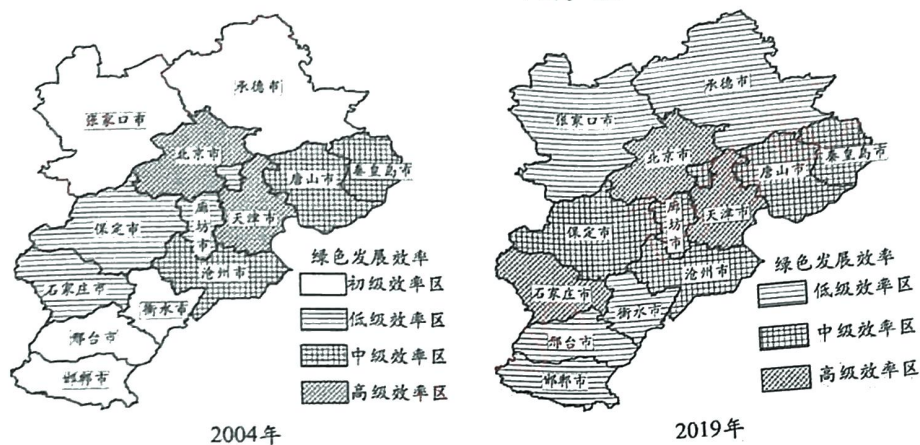 张家口市
承德市
北京市
唐山市
秦皇岛市
天津市
廊坊市
保定市
沧州市
石家庄市
衡水市
邢台市
邯郸市
绿色发展效率
初级效率区
低级效率区
中级效率区
高级效率区
2004年
张家口市
承德市
北京市
唐山市
秦皇岛市
天津市
廊坊市
保定市
沧州市
石家庄市
衡水市
邢台市
邯郸市
绿色发展效率
低级效率区
中级效率区
高级效率区
2019年